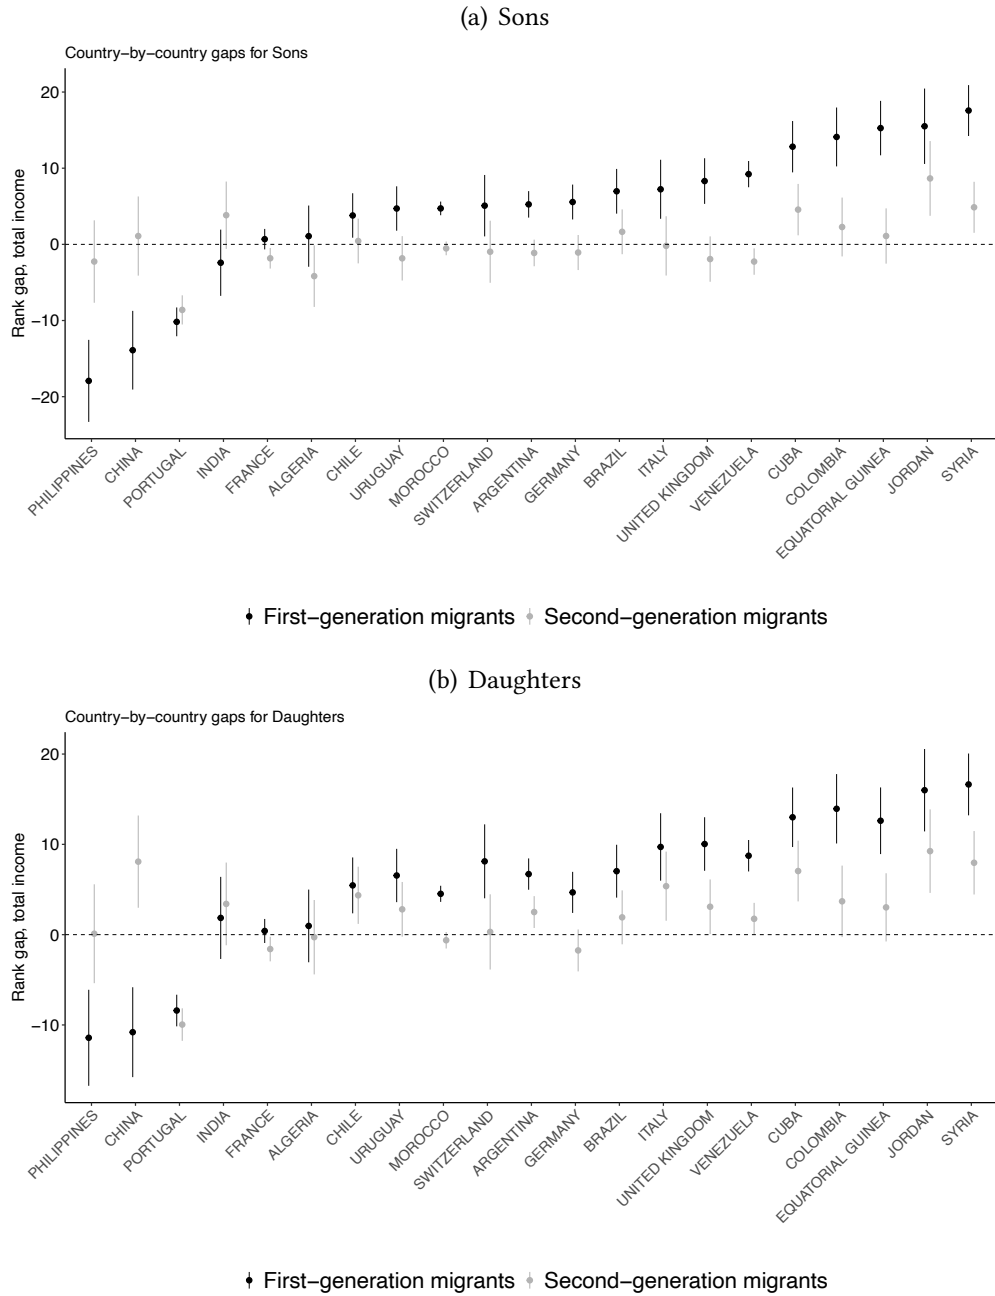 (a) Sons
Country−by−country gaps for Sons
Rank gap, total income
20
10
0
−10
−20
PHILIPPINES
CHINA
PORTUGAL
INDIA
FRANCE
ALGERIA
CHILE
URUGUAY
MOROCCO
SWITZERLAND
ARGENTINA
GERMANY
BRAZIL
ITALY
UNITED KINGDOM
VENEZUELA
CUBA
COLOMBIA
EQUATORIAL GUINEA
JORDAN
SYRIA
First−generation migrants Second−generation migrants
(b) Daughters
Country−by−country gaps for Daughters
Rank gap, total income
20
10
0
−10
PHILIPPINES
CHINA
PORTUGAL
INDIA
FRANCE
ALGERIA
CHILE
URUGUAY
MOROCCO
SWITZERLAND
ARGENTINA
GERMANY
BRAZIL
ITALY
UNITED KINGDOM
VENEZUELA
CUBA
COLOMBIA
EQUATORIAL GUINEA
JORDAN
SYRIA
First−generation migrants Second−generation migrants